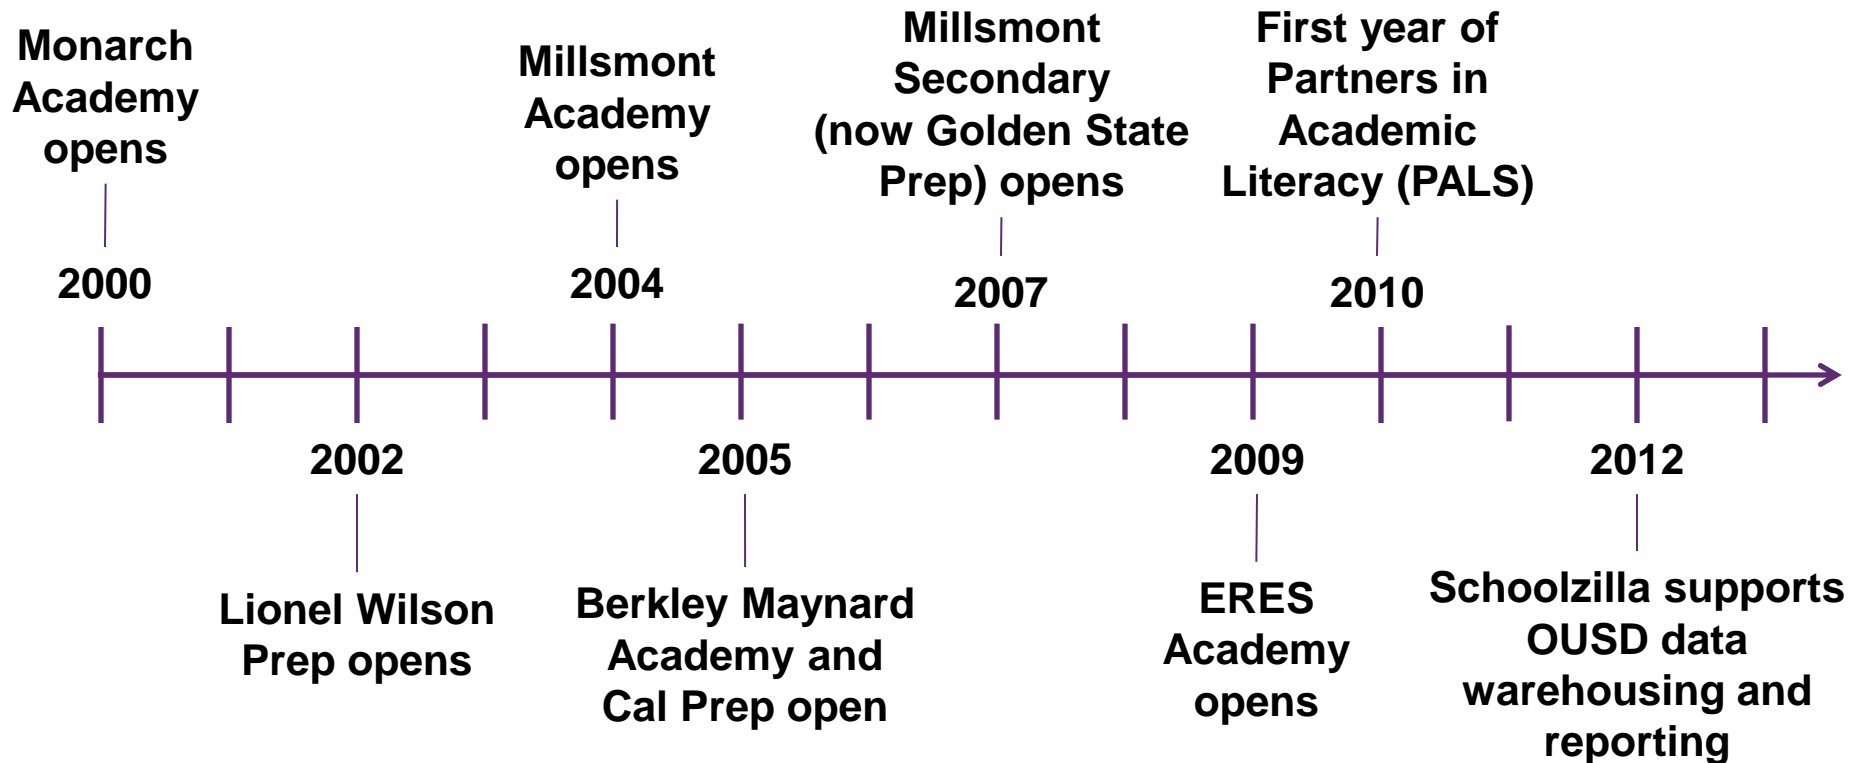 Monarch
Academy
opens
2000
Millsmont
Academy
opens
2004
Millsmont
Secondary
(now Golden State
Prep) opens
2007
First year of
Partners in
Academic
Literacy (PALS)
2010
2002
Lionel Wilson
Prep opens
2005
Berkley Maynard
Academy and
Cal Prep open
2009
ERES
Academy
opens
2012
Schoolzilla supports
OUSD data
warehousing and
reporting